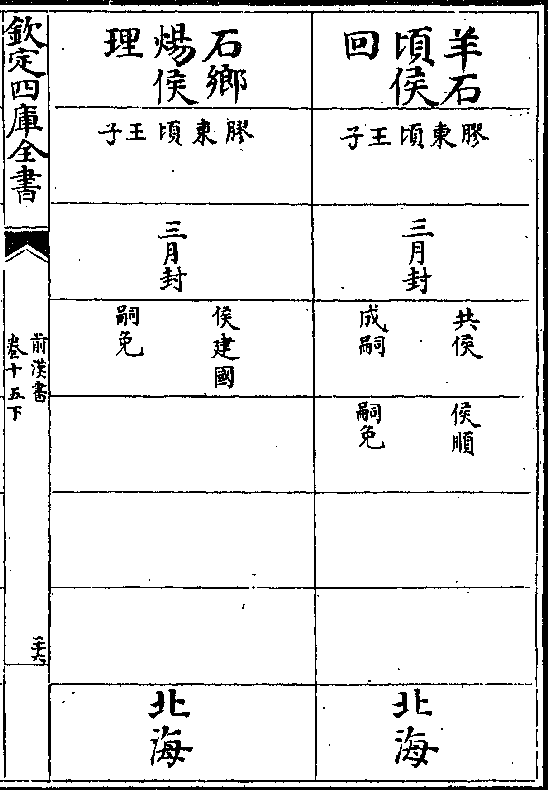 羊石
頃侯
回
膠東頃王子
三月封
共侯
成嗣
侯順
嗣免
北海
石鄉
煬侯
理
膠東頃王子
三月封
侯建國
嗣免
北海
欽定四庫全書
前漢書
卷十五下